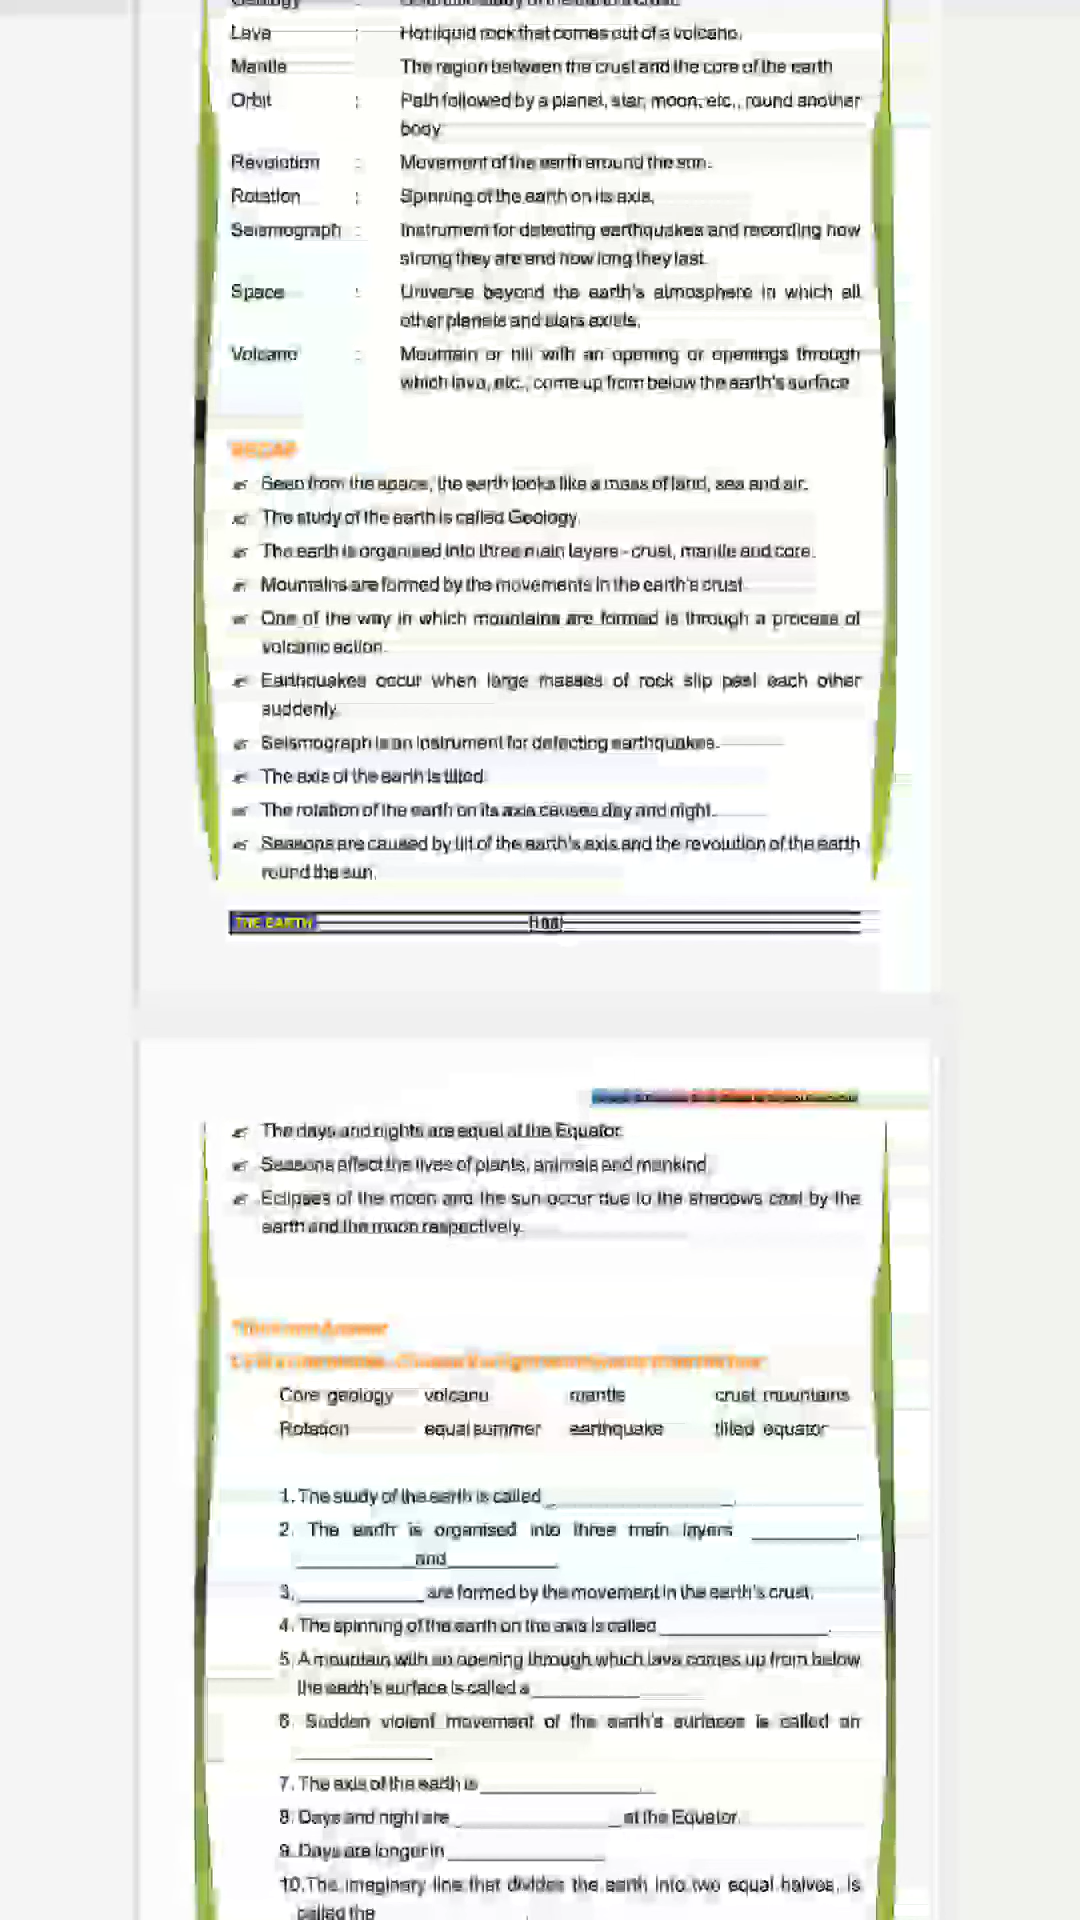 Lava : Hot liquid rock that comes out of a volcano.
Mantle The region between the crust and the core of the earth
Orbit : Path followed by a planet, star, moon, etc., round another
body
Revolution : Movement of the earth around the sun.
Rotation : Spinning of the earth on its axis.
Seismograph : Instrument for detecting earthquakes and recording how
strong they are and how long they last.
Space : Universe beyond the earth's atmosphere in which all
other planets and stars exists.
Volcano : Mountain or hill with an opening or openings through
which lava, etc., come up from below the earth's surface
RECAP
Seen from the space, the earth looks like a mass of land, sea and air.
The study of the earth is called Geology.
The earth is organised into three main layers - crust, mantle and core.
Mountains are formed by the movements in the earth's crust.
One of the way in which mountains are formed is through a process of
volcanic action.
Earthquakes occur when large masses of rock slip past each other
suddenly.
Seismograph is an instrument for detecting earthquakes.
The axis of the earth is tilted
The rotation of the earth on its axis causes day and night.
Seasons are caused by tilt of the earth's axis and the revolution of the earth
round the sun.
THE EARTH
The days and nights are equal at the Equator.
Seasons affect the lives of plants, animals and mankind.
Eclipses of the moon and the sun occur due to the shadows cast by the
earth and the moon respectively.
Answer
Core geology volcano mantle crust mountains
Rotation equal summer earthquake tilted equator
1. The study of the earth is called ____________.
2. The earth is organised into three main layers ________,
________ and ________
3. ________ are formed by the movement in the earth's crust.
4. The spinning of the earth on the axis is called ____________.
5. A mountain with an opening through which lava comes up from below
the earth's surface is called a ________
6. Sudden violent movement of the earth's surfaces is called an
________
7. The axis of the earth is ____________
8. Days and night are ____________ at the Equator.
9. Days are longer in ____________
10. The imaginary line that divides the earth into two equal halves, is
called the ____________